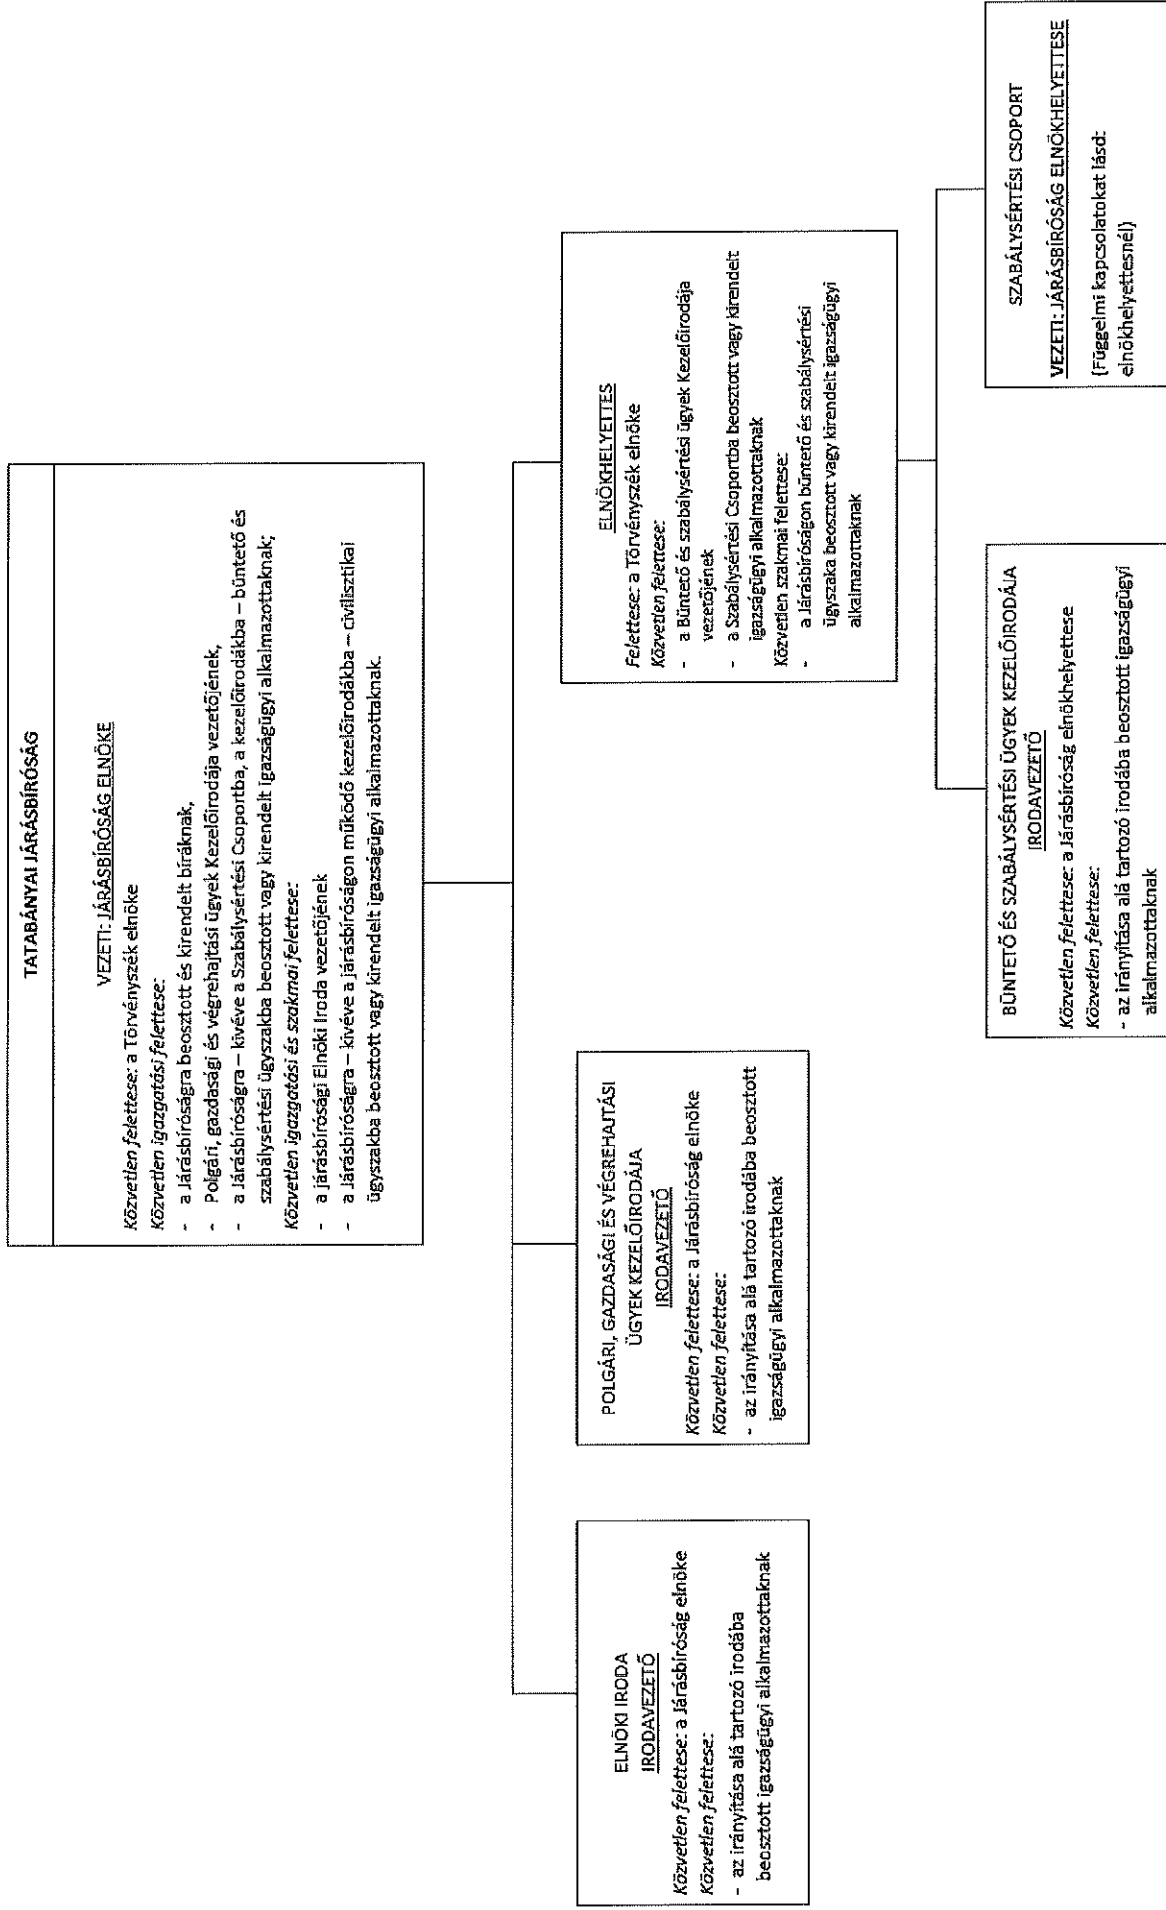 TATABÁNYAI JÁRÁSBÍRÓSÁG
VEZETI: JÁRÁSBÍRÓSÁG ELNÖKE
Közvetlen felettese: a Törvényszék elnöke
Közvetlen igazgatási felettese:
- a Járásbíróságra beosztott és kirendelt bíráknak,
- Polgári, gazdasági és végrehajtási ügyek Kezelőirodája vezetőjének,
- a Járásbíróságra – kivéve a Szabálysértési Csoportba, a kezelőirodákba – büntető és
szabálysértési ügyszakba beosztott vagy kirendelt igazságügyi alkalmazottaknak;
Közvetlen igazgatási és szakmai felettese:
- a járásbírósági Elnöki Iroda vezetőjének
- a Járásbíróságra – kivéve a járásbíróságon működő kezelőirodákba – civilisztikai
ügyszakba beosztott vagy kirendelt igazságügyi alkalmazottaknak.
ELNÖKI IRODA
IRODAVEZETŐ
Közvetlen felettese: a Járásbíróság elnöke
Közvetlen felettese:
- az irányítása alá tartozó irodába
beosztott igazságügyi alkalmazottaknak
POLGÁRI, GAZDASÁGI ÉS VÉGREHAJTÁSI
ÜGYEK KEZELŐIRODÁJA
IRODAVEZETŐ
Közvetlen felettese: a Járásbíróság elnöke
Közvetlen felettese:
- az irányítása alá tartozó irodába beosztott
igazságügyi alkalmazottaknak
ELNÖKHELYETTES
Felettese: a Törvényszék elnöke
Közvetlen felettese:
- a Büntető és szabálysértési ügyek Kezelőirodája
vezetőjének
- a Szabálysértési Csoportba beosztott vagy kirendelt
igazságügyi alkalmazottaknak
Közvetlen szakmai felettese:
- a Járásbíróságon büntető és szabálysértési
ügyszaka beosztott vagy kirendelt igazságügyi
alkalmazottaknak
BÜNTETŐ ÉS SZABÁLYSÉRTÉSI ÜGYEK KEZELŐIRODÁJA
IRODAVEZETŐ
Közvetlen felettese: a Járásbíróság elnökhelyettese
Közvetlen felettese:
- az irányítása alá tartozó irodába beosztott igazságügyi
alkalmazottaknak
SZABÁLYSÉRTÉSI CSOPORT
VEZETI: JÁRÁSBÍRÓSÁG ELNÖKHELYETTESE
(Függelmi kapcsolatokat lásd:
elnökhelyettesnél)